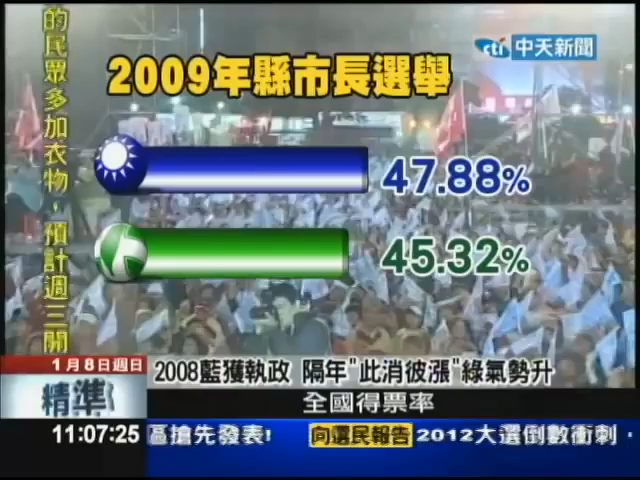 的民眾多加衣物，預計週三開
cti 中天新聞
2009年縣市長選舉
47.88%
45.32%
1月8日週日
2008藍獲執政 隔年"此消彼漲"綠氣勢升
精準
全國得票率
11:07:25
區搶先發表! 向選民報告 2012大選倒數衝刺，